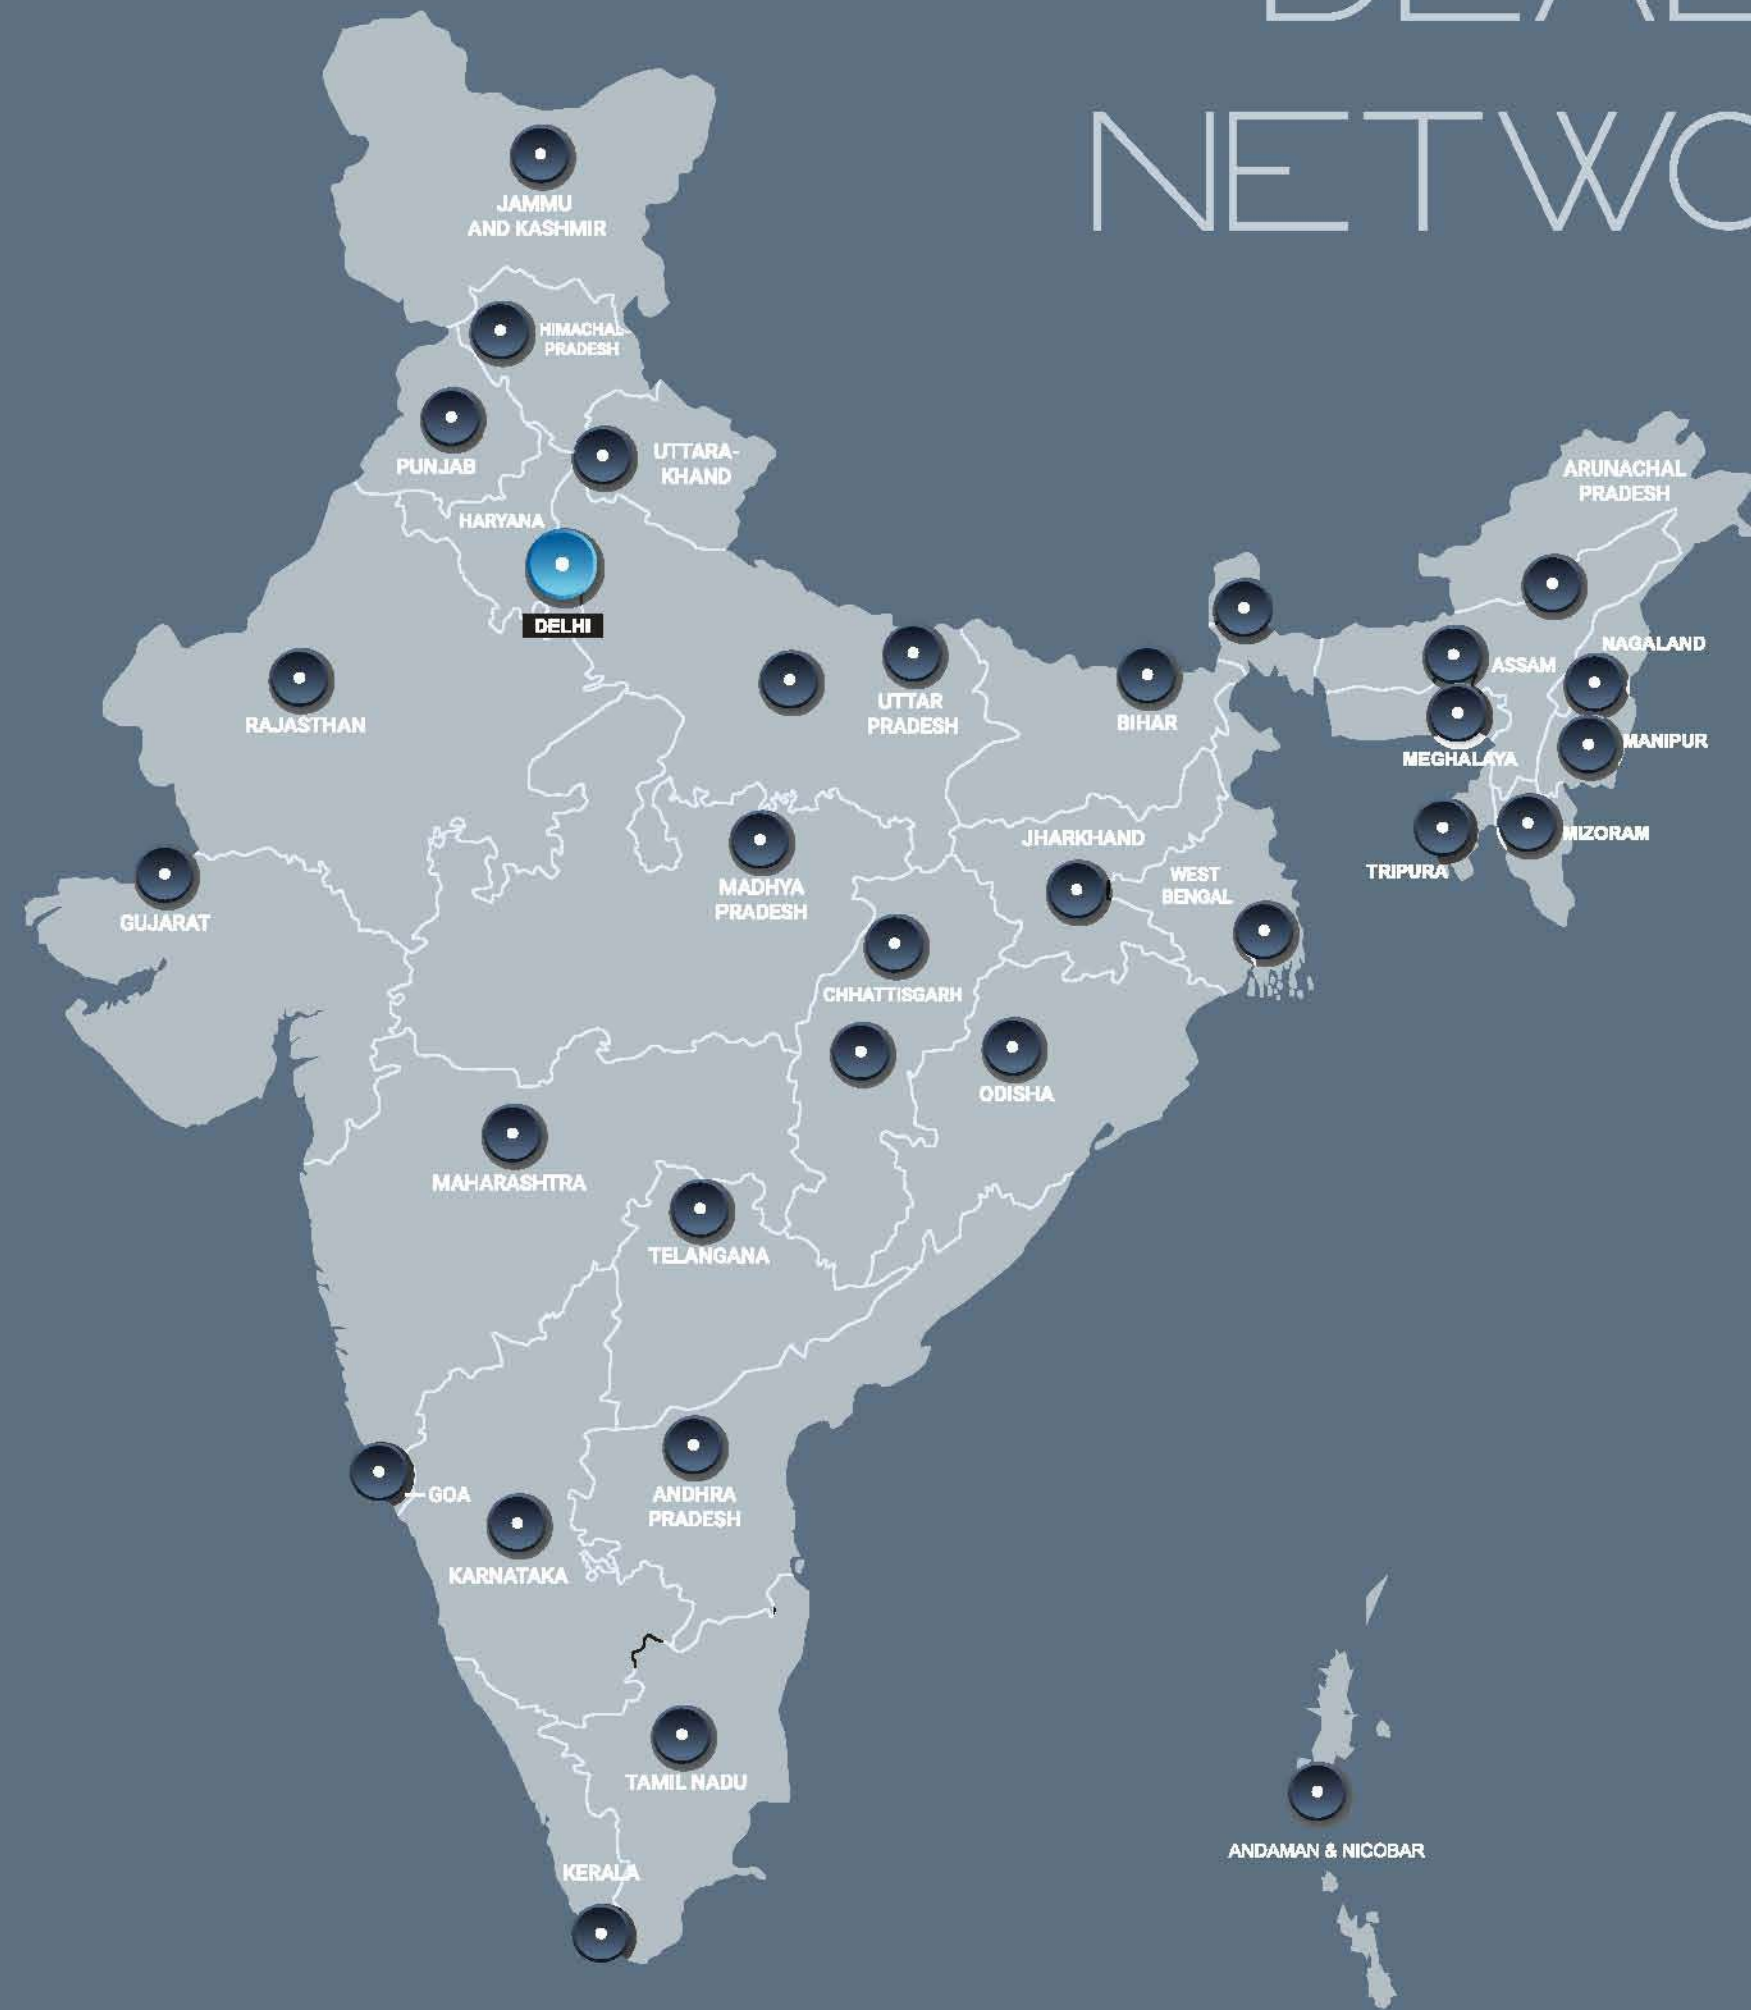 NETWO
JAMMU
AND KASHMIR
HIMACHAL
PRADESH
PUNJAB
UTTARA-
KHAND
HARYANA
DELHI
ARUNACHAL
PRADESH
NAGALAND
ASSAM
RAJASTHAN
UTTAR
PRADESH
BIHAR
MEGHALAYA
MANIPUR
JHARKHAND
MIZORAM
TRIPURA
WEST
BENGAL
MADHYA
PRADESH
GUJARAT
CHHATTISGARH
ODISHA
MAHARASHTRA
TELANGANA
GOA
ANDHRA
PRADESH
KARNATAKA
TAMIL NADU
ANDAMAN & NICOBAR
KERALA